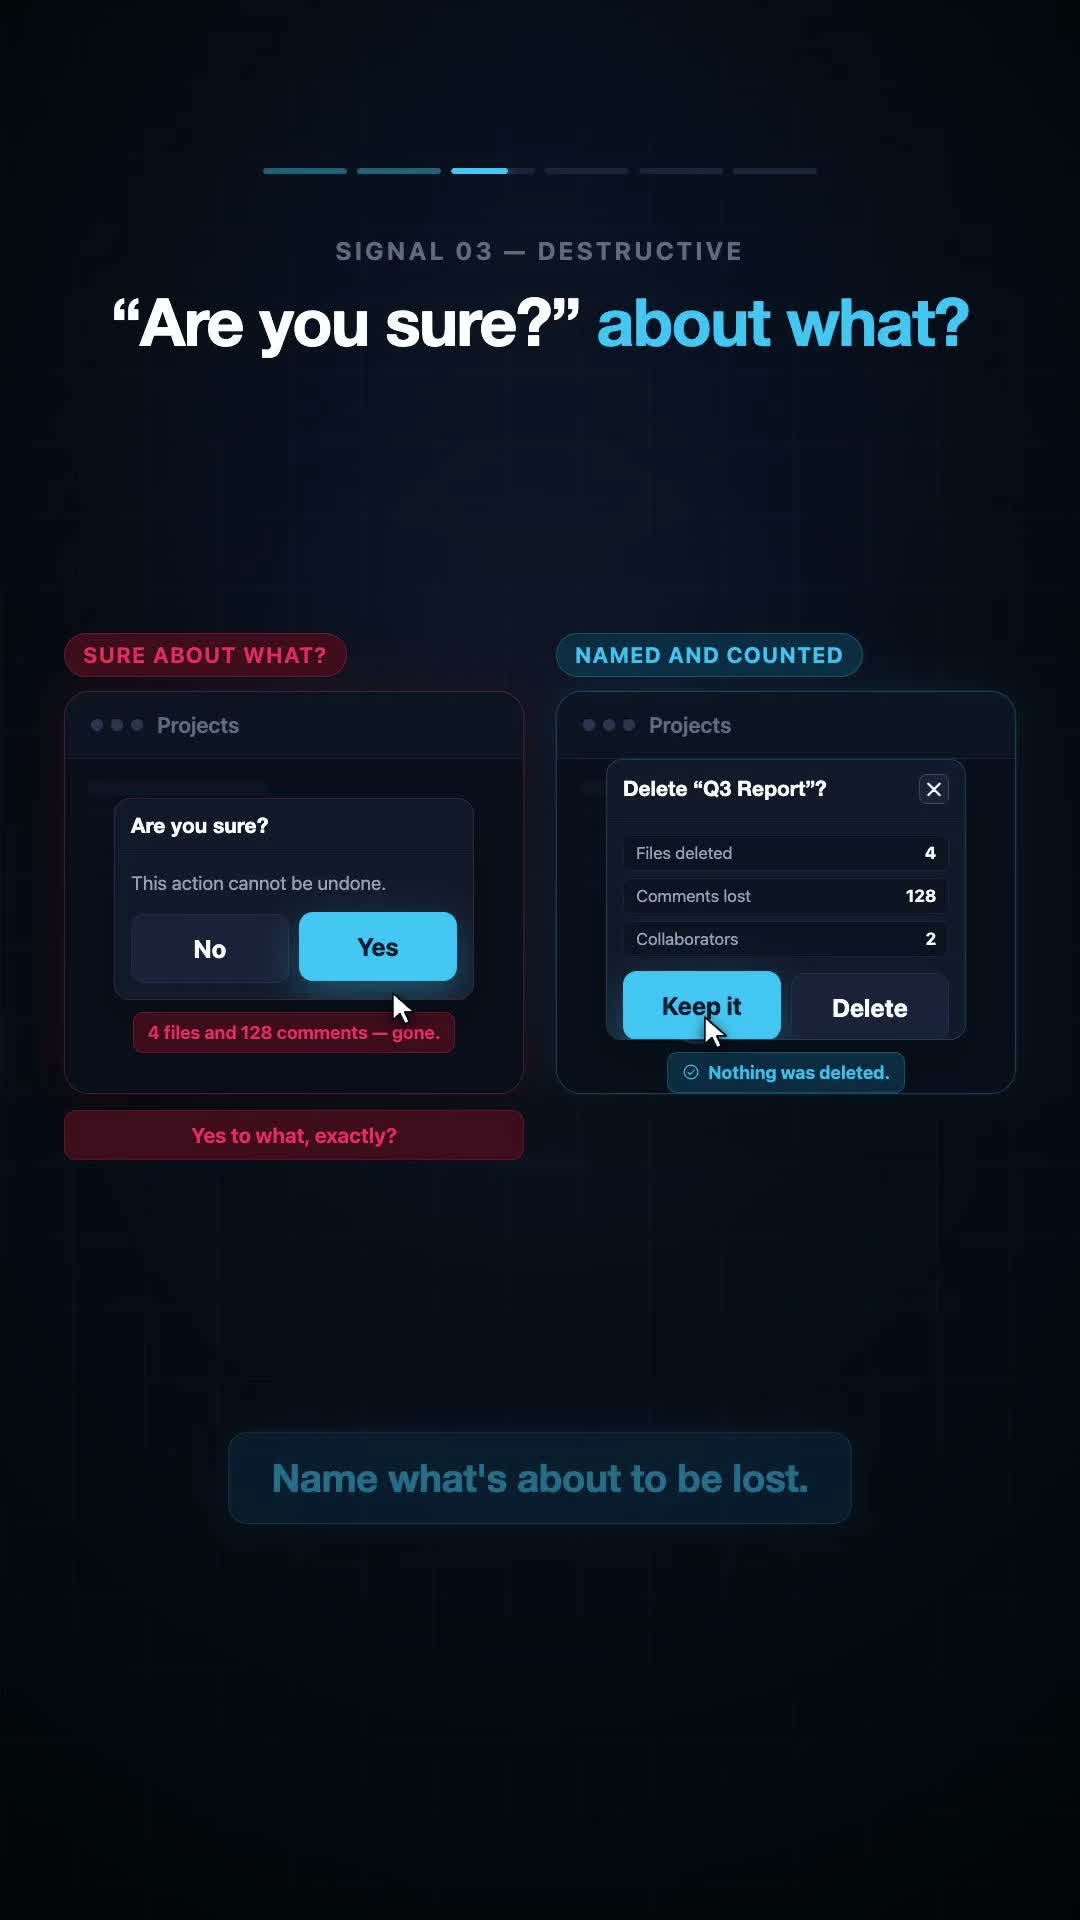 SIGNAL 03 — DESTRUCTIVE
“Are you sure?” about what?
SURE ABOUT WHAT?
Projects
Are you sure?
This action cannot be undone.
No
Yes
4 files and 128 comments — gone.
Yes to what, exactly?
NAMED AND COUNTED
Projects
Delete “Q3 Report”?
Files deleted 4
Comments lost 128
Collaborators 2
Keep it
Delete
Nothing was deleted.
Name what's about to be lost.